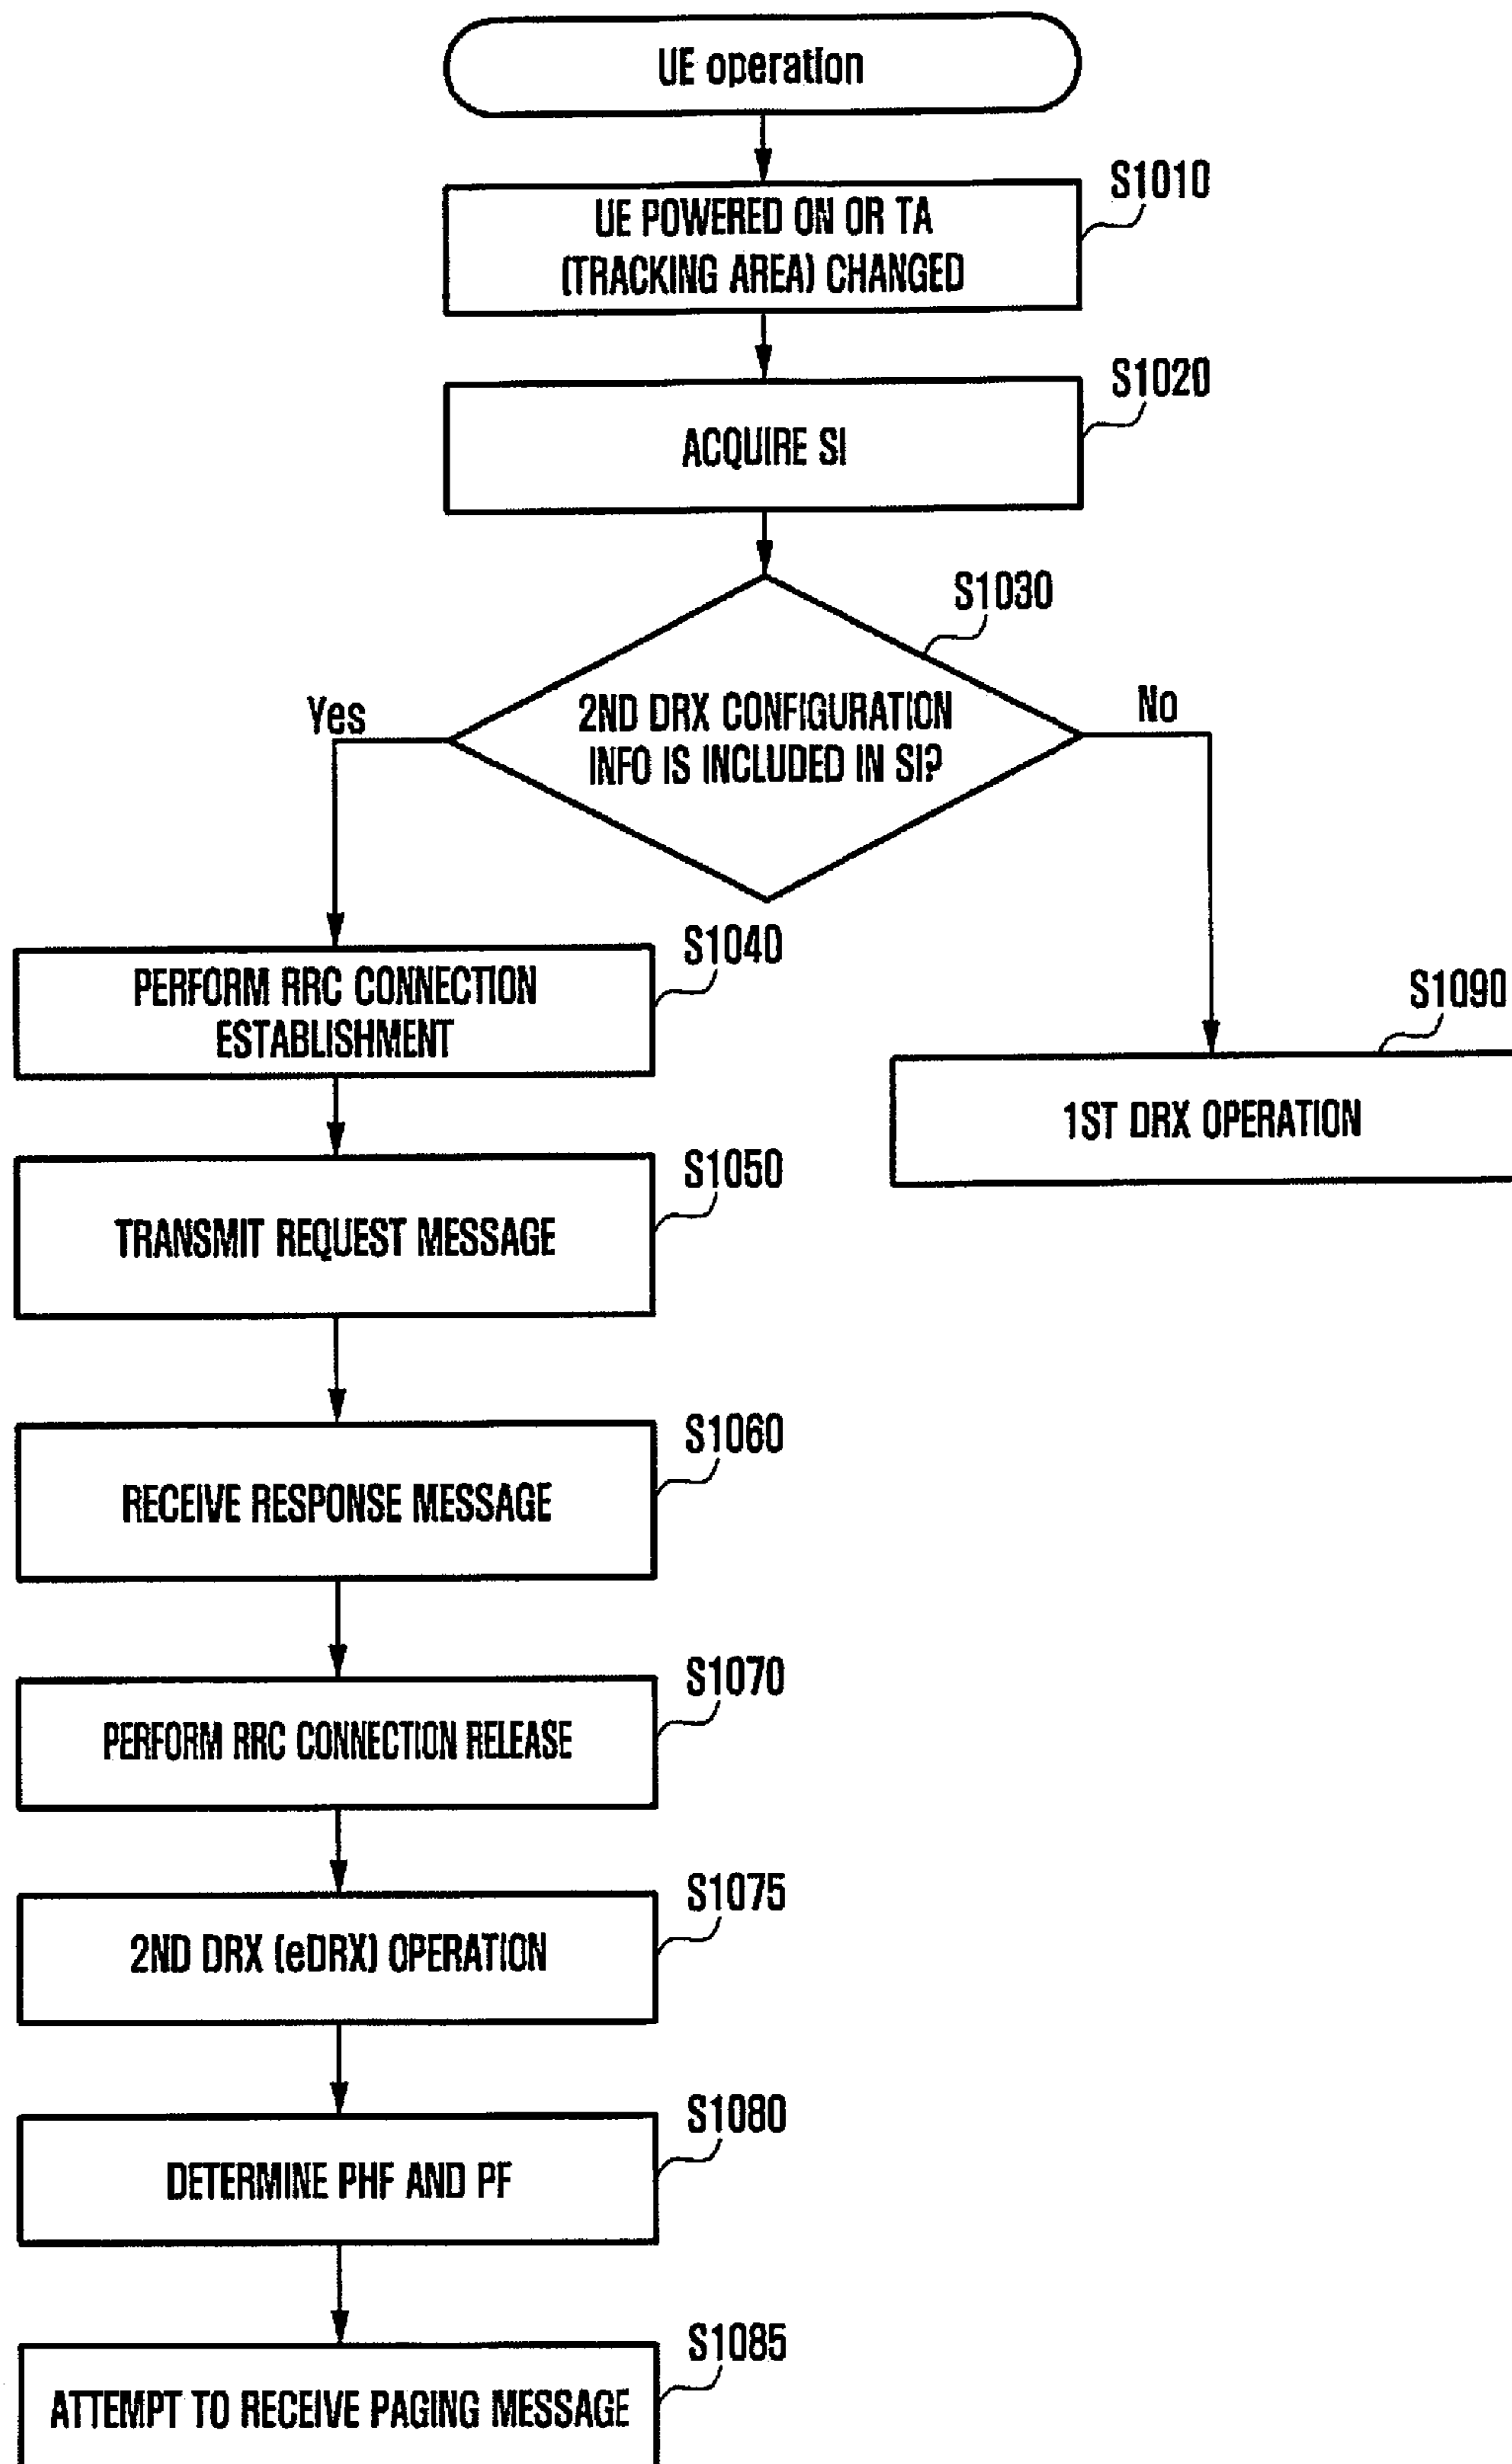 UE operation
S1010
UE POWERED ON OR TA
(TRACKING AREA) CHANGED
S1020
ACQUIRE SI
S1030
2ND DRX CONFIGURATION
INFO IS INCLUDED IN SI?
Yes
No
S1040
PERFORM RRC CONNECTION
ESTABLISHMENT
S1090
1ST DRX OPERATION
S1050
TRANSMIT REQUEST MESSAGE
S1060
RECEIVE RESPONSE MESSAGE
S1070
PERFORM RRC CONNECTION RELEASE
S1075
2ND DRX (eDRX) OPERATION
S1080
DETERMINE PHF AND PF
S1085
ATTEMPT TO RECEIVE PAGING MESSAGE